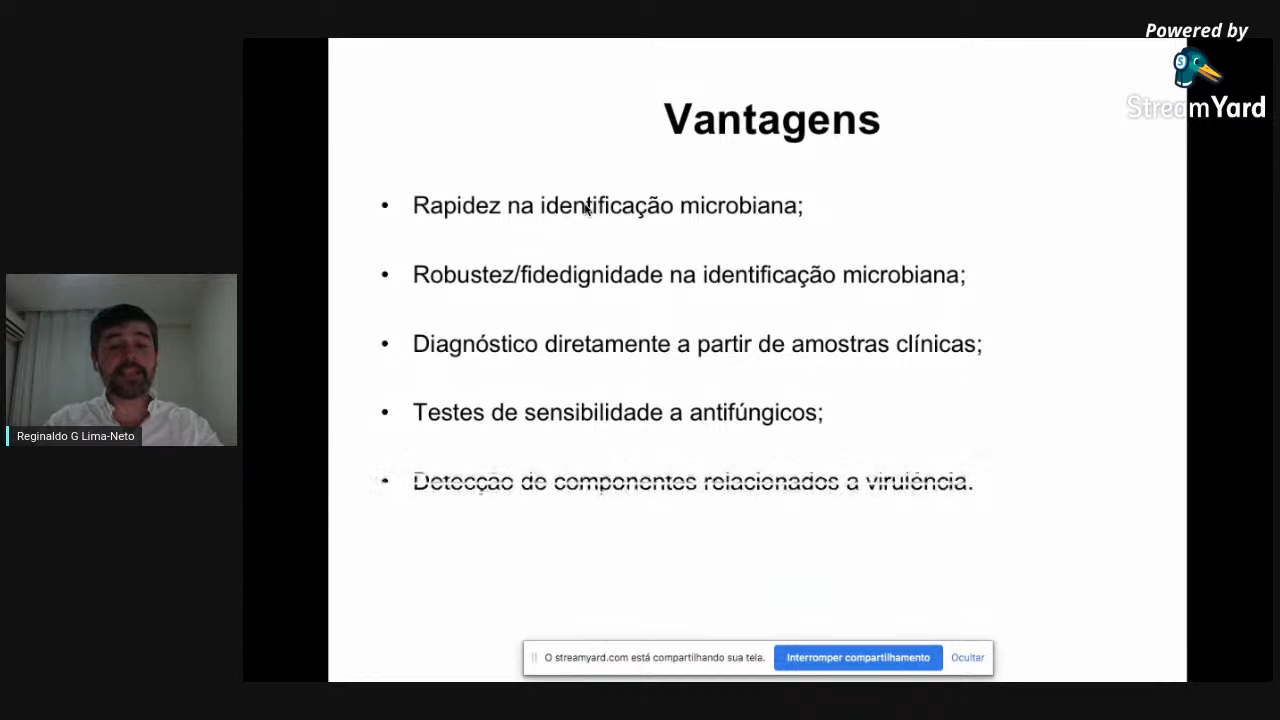 Powered by
StreamYard
Vantagens
• Rapidez na identificação microbiana;
• Robustez/fidedignidade na identificação microbiana;
• Diagnóstico diretamente a partir de amostras clínicas;
• Testes de sensibilidade a antifúngicos;
• Detecção de componentes relacionados a virulência.
Reginaldo G Lima-Neto
O streamyard.com está compartilhando sua tela.
Interromper compartilhamento
Ocultar